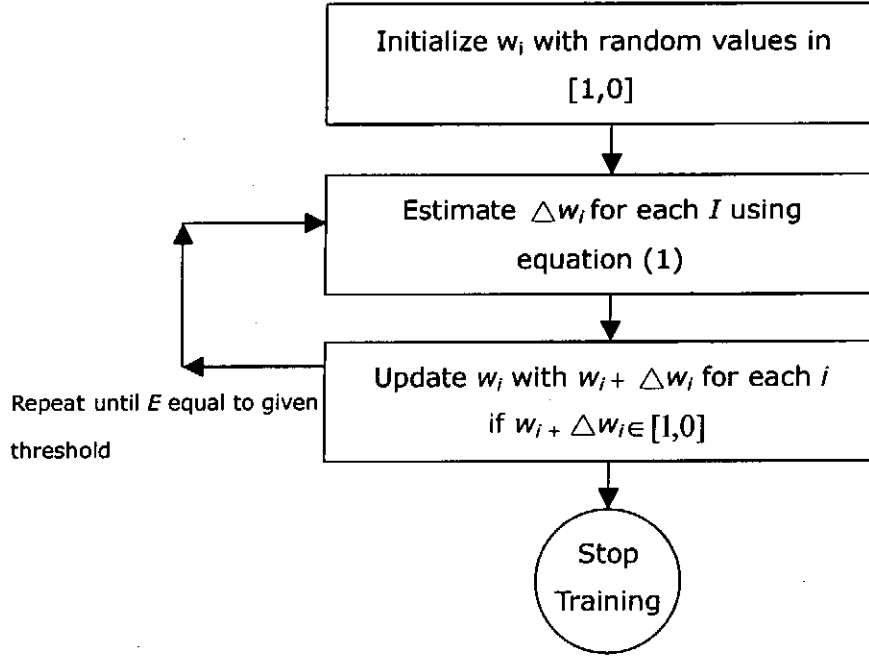 Initialize wᵢ with random values in
[1,0]
Estimate △wᵢ for each I using
equation (1)
Update wᵢ with wᵢ + △wᵢ for each i
if wᵢ + △wᵢ ∈ [1,0]
Repeat until E equal to given
threshold
Stop
Training